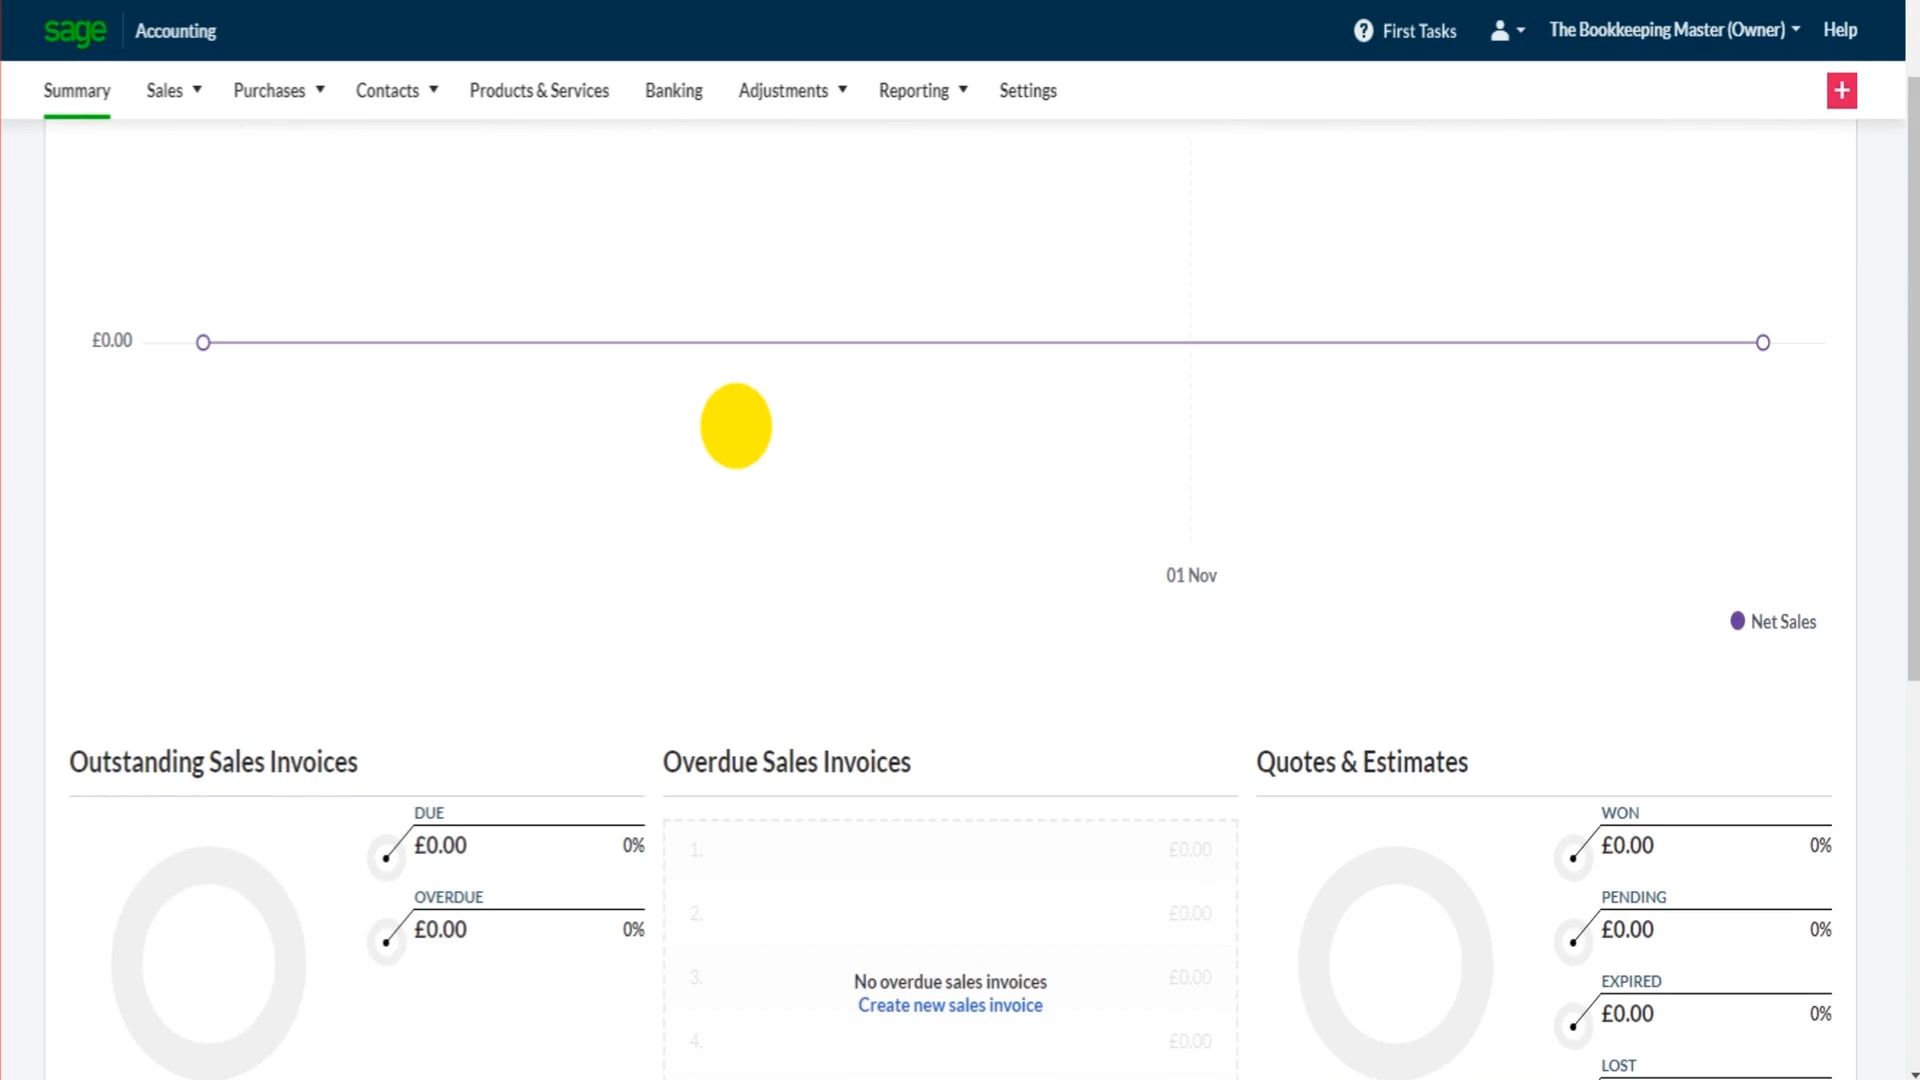 sage Accounting ? First Tasks The Bookkeeping Master (Owner) Help
Summary Sales Purchases Contacts Products & Services Banking Adjustments Reporting Settings +
£0.00
01 Nov
Net Sales
Outstanding Sales Invoices
DUE
£0.00 0%
OVERDUE
£0.00 0%
Overdue Sales Invoices
1. £0.00
2. £0.00
3. £0.00
No overdue sales invoices
Create new sales invoice
4. £0.00
Quotes & Estimates
WON
£0.00 0%
PENDING
£0.00 0%
EXPIRED
£0.00 0%
LOST